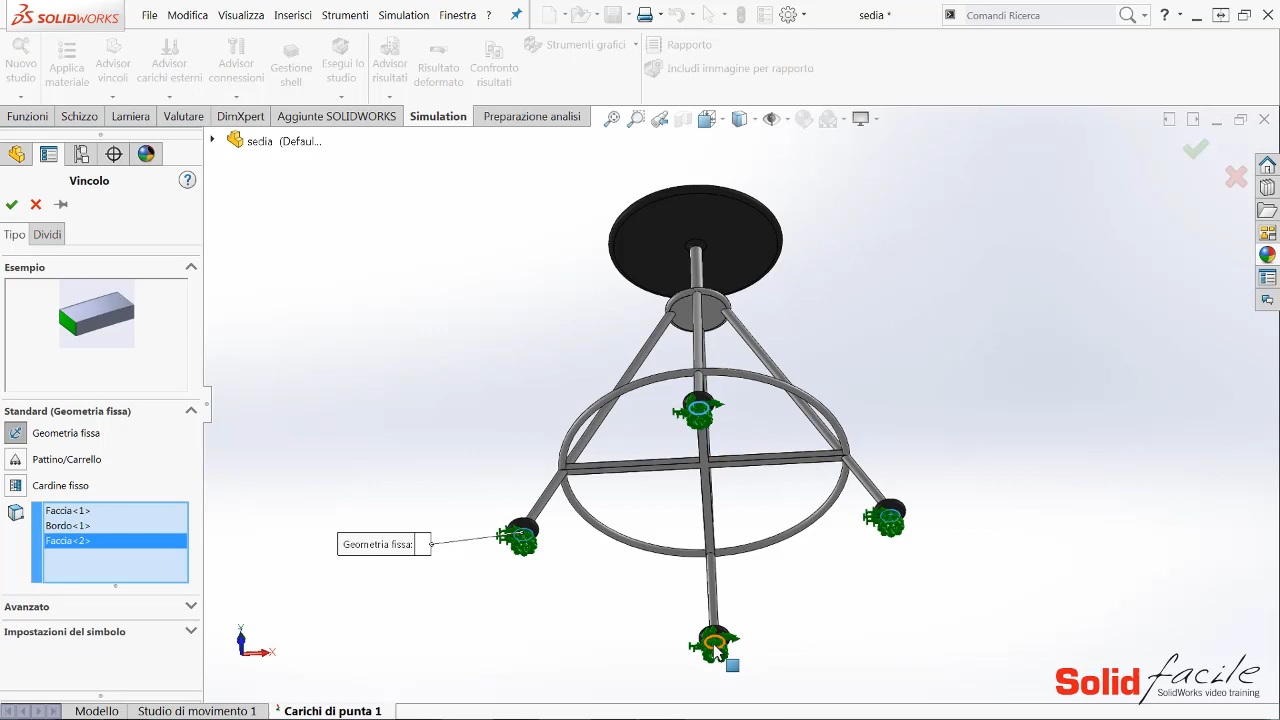 SOLIDWORKS File Modifica Visualizza Inserisci Strumenti Simulation Finestra sedia * Comandi Ricerca ?
Nuovo studio
Applica materiale
Advisor vincoli
Advisor carichi esterni
Advisor connessioni
Gestione shell
Esegui lo studio
Advisor risultati
Risultato deformato
Confronto risultati
Strumenti grafici
Rapporto
Includi immagine per rapporto
Funzioni Schizzo Lamiera Valutare DimXpert Aggiunte SOLIDWORKS Simulation Preparazione analisi
sedia (Defaul...
Vincolo ?
Tipo Dividi
Esempio
Standard (Geometria fissa)
Geometria fissa
Pattino/Carrello
Cardine fisso
Faccia<1>
Bordo<1>
Faccia<2>
Avanzato
Impostazioni del simbolo
Geometria fissa:
Y
X
Solid facile
SolidWorks video training
Modello Studio di movimento 1 Carichi di punta 1